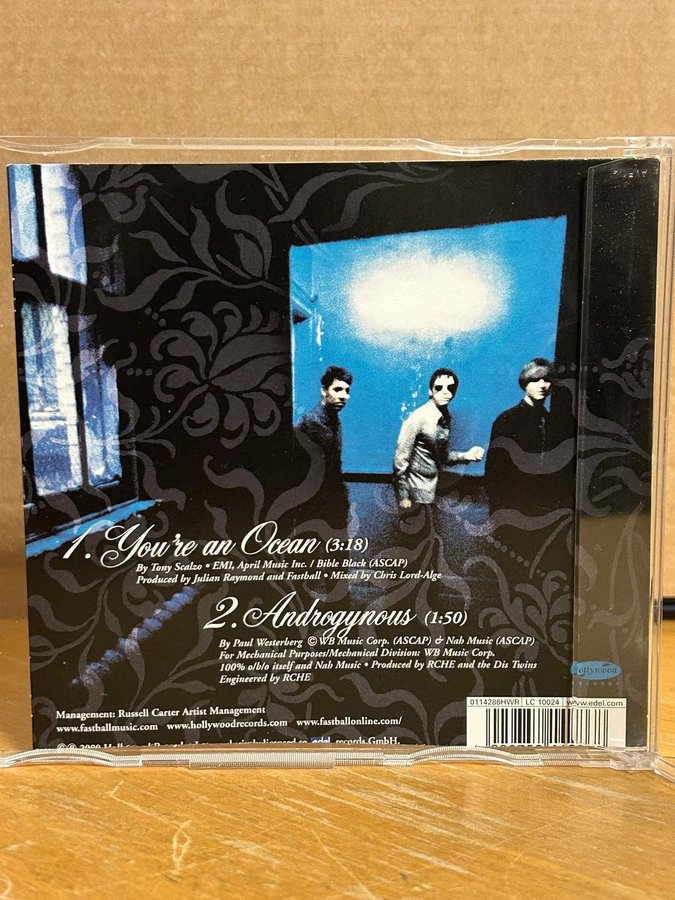 1. You're an Ocean (3:18)
By Tony Scalzo • EMI, April Music Inc. / Bible Black (ASCAP)
Produced by Julian Raymond and Fastball • Mixed by Chris Lord-Alge
2. Androgynous (1:50)
By Paul Westerberg © WB Music Corp. (ASCAP) & Nah Music (ASCAP)
For Mechanical Purposes/Mechanical Division: WB Music Corp.
100% o/b/o itself and Nah Music • Produced by RCHE and the Dis Twins
Engineered by RCHE
Hollywood
RECORDS
Management: Russell Carter Artist Management
www.fastballmusic.com www.hollywoodrecords.com www.fastballonline.com/
0114286HWR LC 10024 www.edel.com
edel records GmbH.